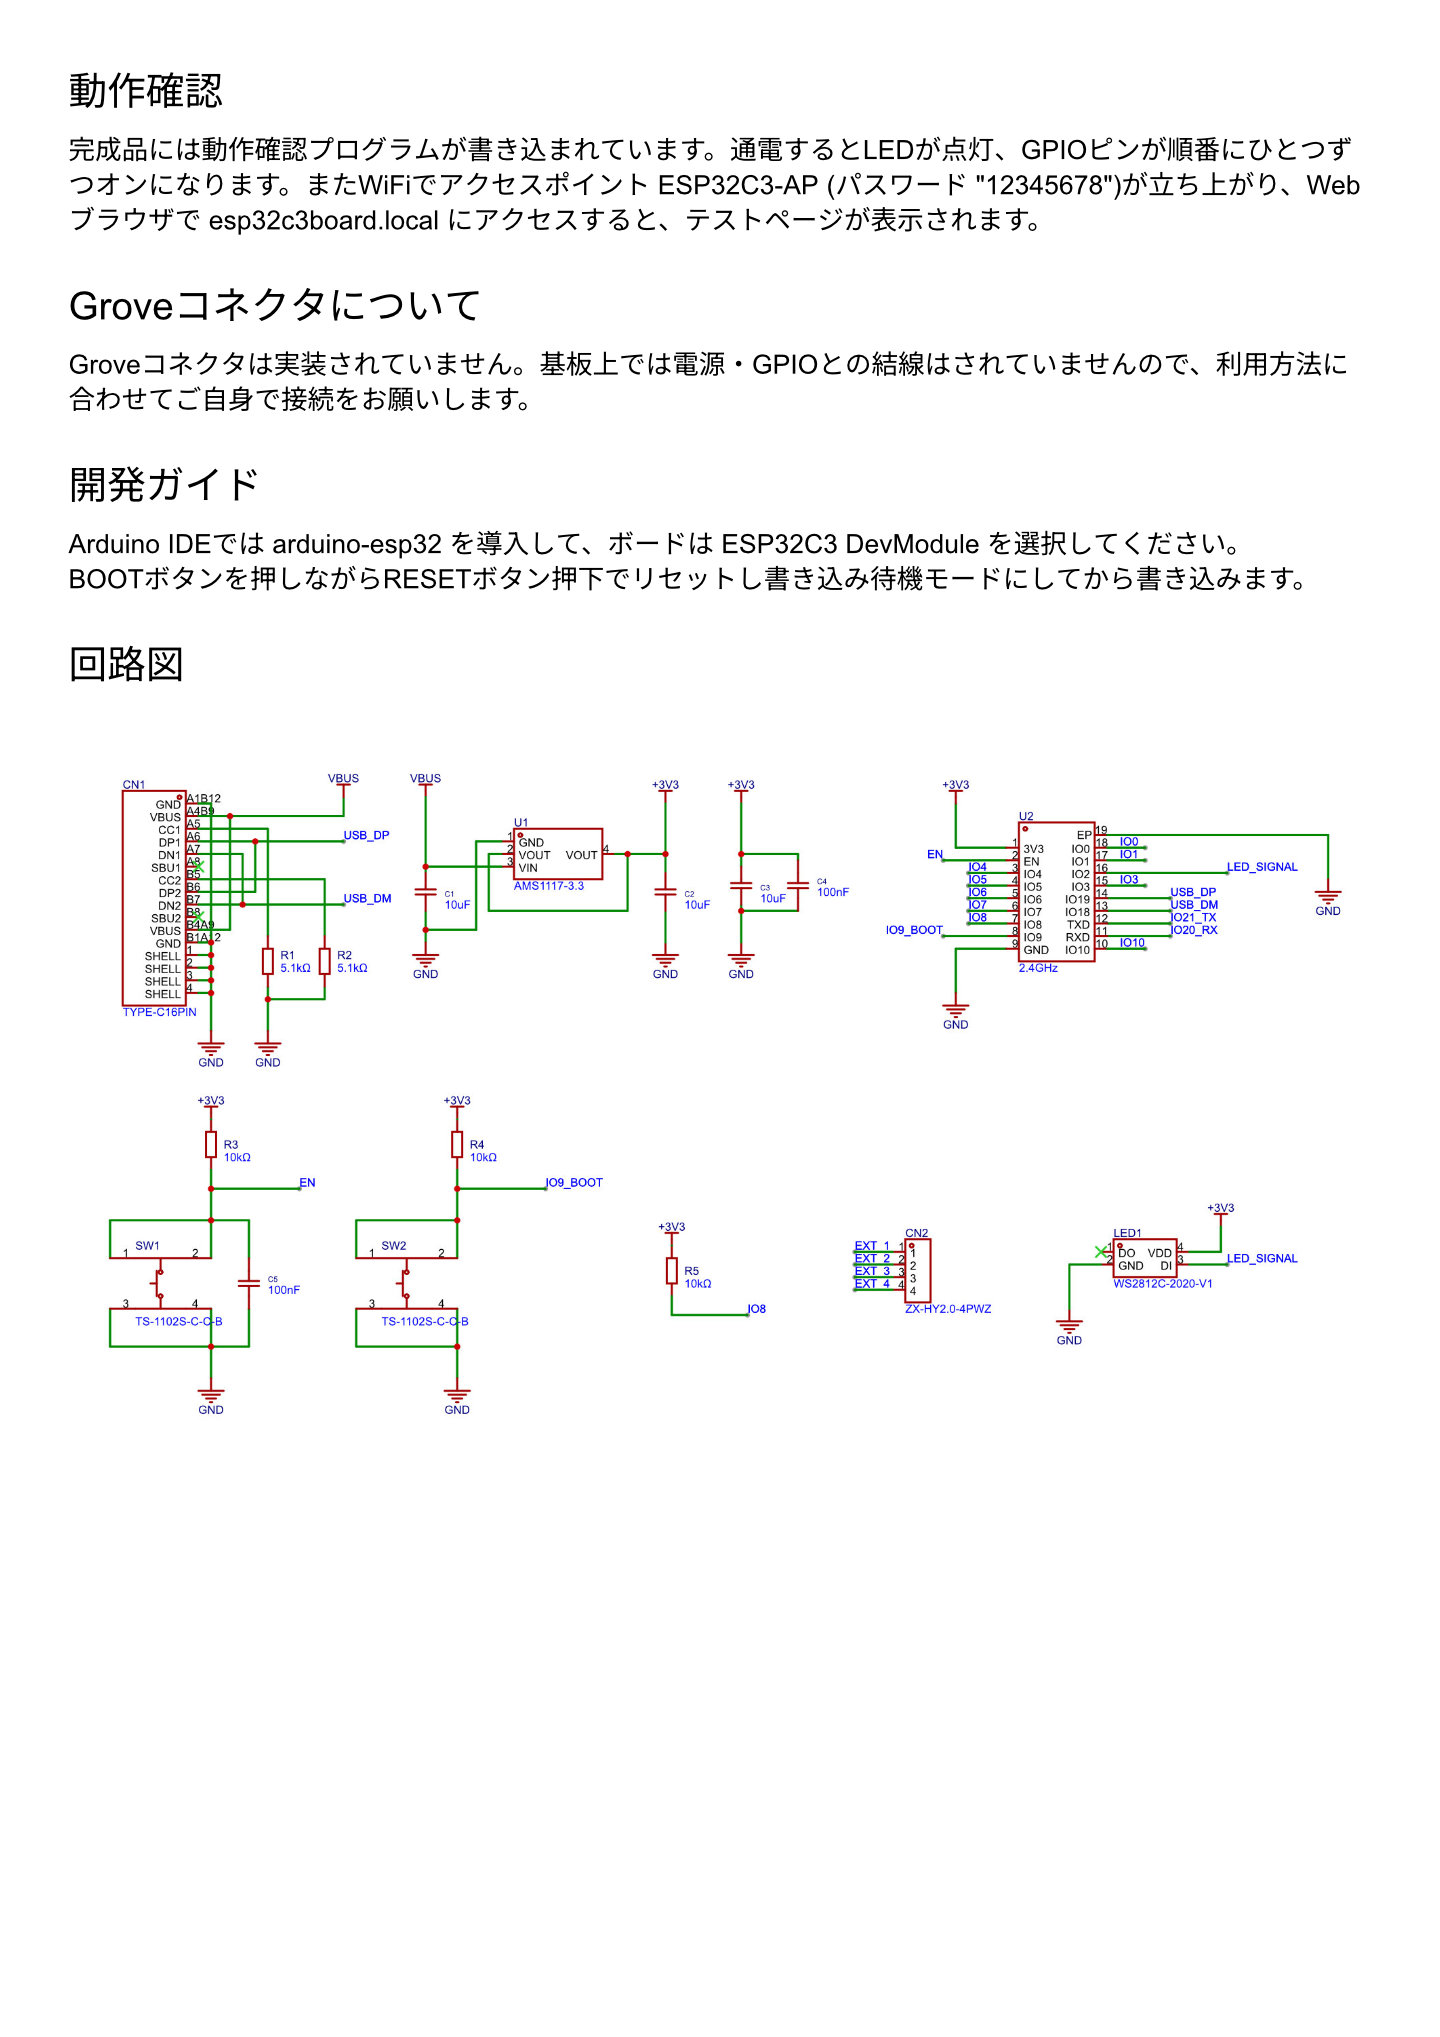 動作確認
完成品には動作確認プログラムが書き込まれています。通電するとLEDが点灯、GPIOピンが順番にひとつず
つオンになります。またWiFiでアクセスポイント ESP32C3-AP (パスワード "12345678")が立ち上がり、Web
ブラウザで esp32c3board.local にアクセスすると、テストページが表示されます。
Groveコネクタについて
Groveコネクタは実装されていません。基板上では電源・GPIOとの結線はされていませんので、利用方法に
合わせてご自身で接続をお願いします。
開発ガイド
Arduino IDEでは arduino-esp32 を導入して、ボードは ESP32C3 DevModule を選択してください。
BOOTボタンを押しながらRESETボタン押下でリセットし書き込み待機モードにしてから書き込みます。
回路図
CN1
GND A1B12
VBUS A4B9
CC1 A5
DP1 A6
DN1 A7
SBU1 A8
CC2 B5
DP2 B6
DN2 B7
SBU2 B8
VBUS B4A9
GND B1A12
SHELL 1
SHELL 2
SHELL 3
SHELL 4
TYPE-C16PIN
VBUS
USB_DP
USB_DM
R1
5.1kΩ
R2
5.1kΩ
GND
GND
VBUS
C1
10uF
GND
U1
1 GND
2 VOUT VOUT 4
3 VIN
AMS1117-3.3
+3V3
C2
10uF
GND
+3V3
C3
10uF
C4
100nF
GND
+3V3
U2
EP 19
1 3V3 IO0 18 IO0
EN 2 EN IO1 17 IO1
IO4 3 IO4 IO2 16 LED_SIGNAL
IO5 4 IO5 IO3 15 IO3
IO6 5 IO6 IO19 14 USB_DP
IO7 6 IO7 IO18 13 USB_DM
IO8 7 IO8 TXD 12 IO21_TX
IO9_BOOT 8 IO9 RXD 11 IO20_RX
9 GND IO10 10 IO10
2.4GHz
GND
GND
+3V3
R3
10kΩ
EN
SW1
1 2
3 4
TS-1102S-C-C-B
C5
100nF
GND
+3V3
R4
10kΩ
IO9_BOOT
SW2
1 2
3 4
TS-1102S-C-C-B
GND
+3V3
R5
10kΩ
IO8
CN2
EXT_1 1 1
EXT_2 2 2
EXT_3 3 3
EXT_4 4 4
ZX-HY2.0-4PWZ
+3V3
LED1
1 DO VDD 4
2 GND DI 3 LED_SIGNAL
WS2812C-2020-V1
GND